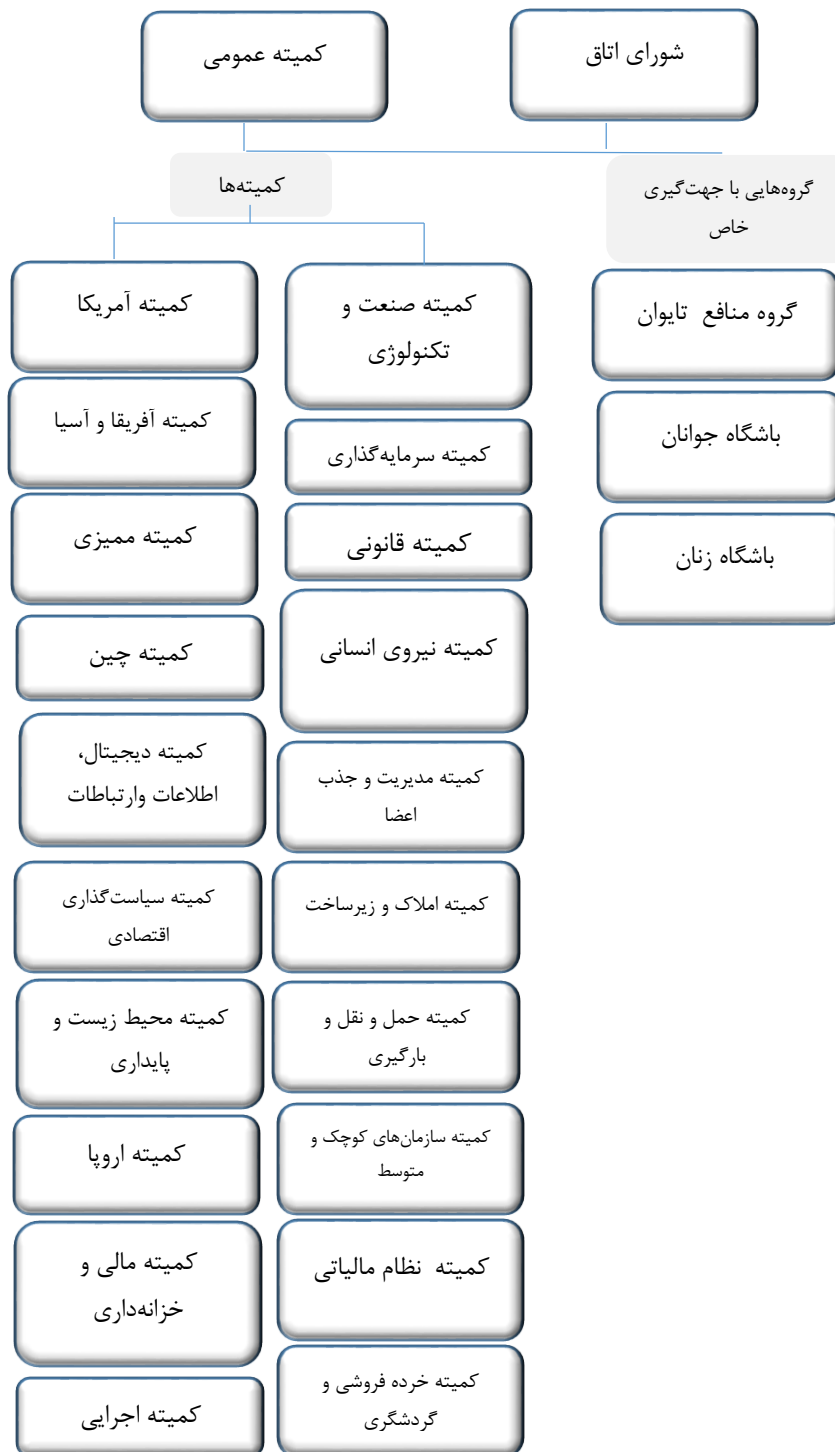 شورای اتاق
کمیته عمومی
گروه‌هایی با جهت‌گیری
خاص
کمیته‌ها
گروه منافع تایوان
باشگاه جوانان
باشگاه زنان
کمیته صنعت و
تکنولوژی
کمیته سرمایه‌گذاری
کمیته قانونی
کمیته نیروی انسانی
کمیته مدیریت و جذب
اعضا
کمیته املاک و زیرساخت
کمیته حمل و نقل و
بارگیری
کمیته سازمان‌های کوچک و
متوسط
کمیته نظام مالیاتی
کمیته خرده فروشی و
گردشگری
کمیته آمریکا
کمیته آفریقا و آسیا
کمیته ممیزی
کمیته چین
کمیته دیجیتال،
اطلاعات وارتباطات
کمیته سیاست‌گذاری
اقتصادی
کمیته محیط زیست و
پایداری
کمیته اروپا
کمیته مالی و
خزانه‌داری
کمیته اجرایی